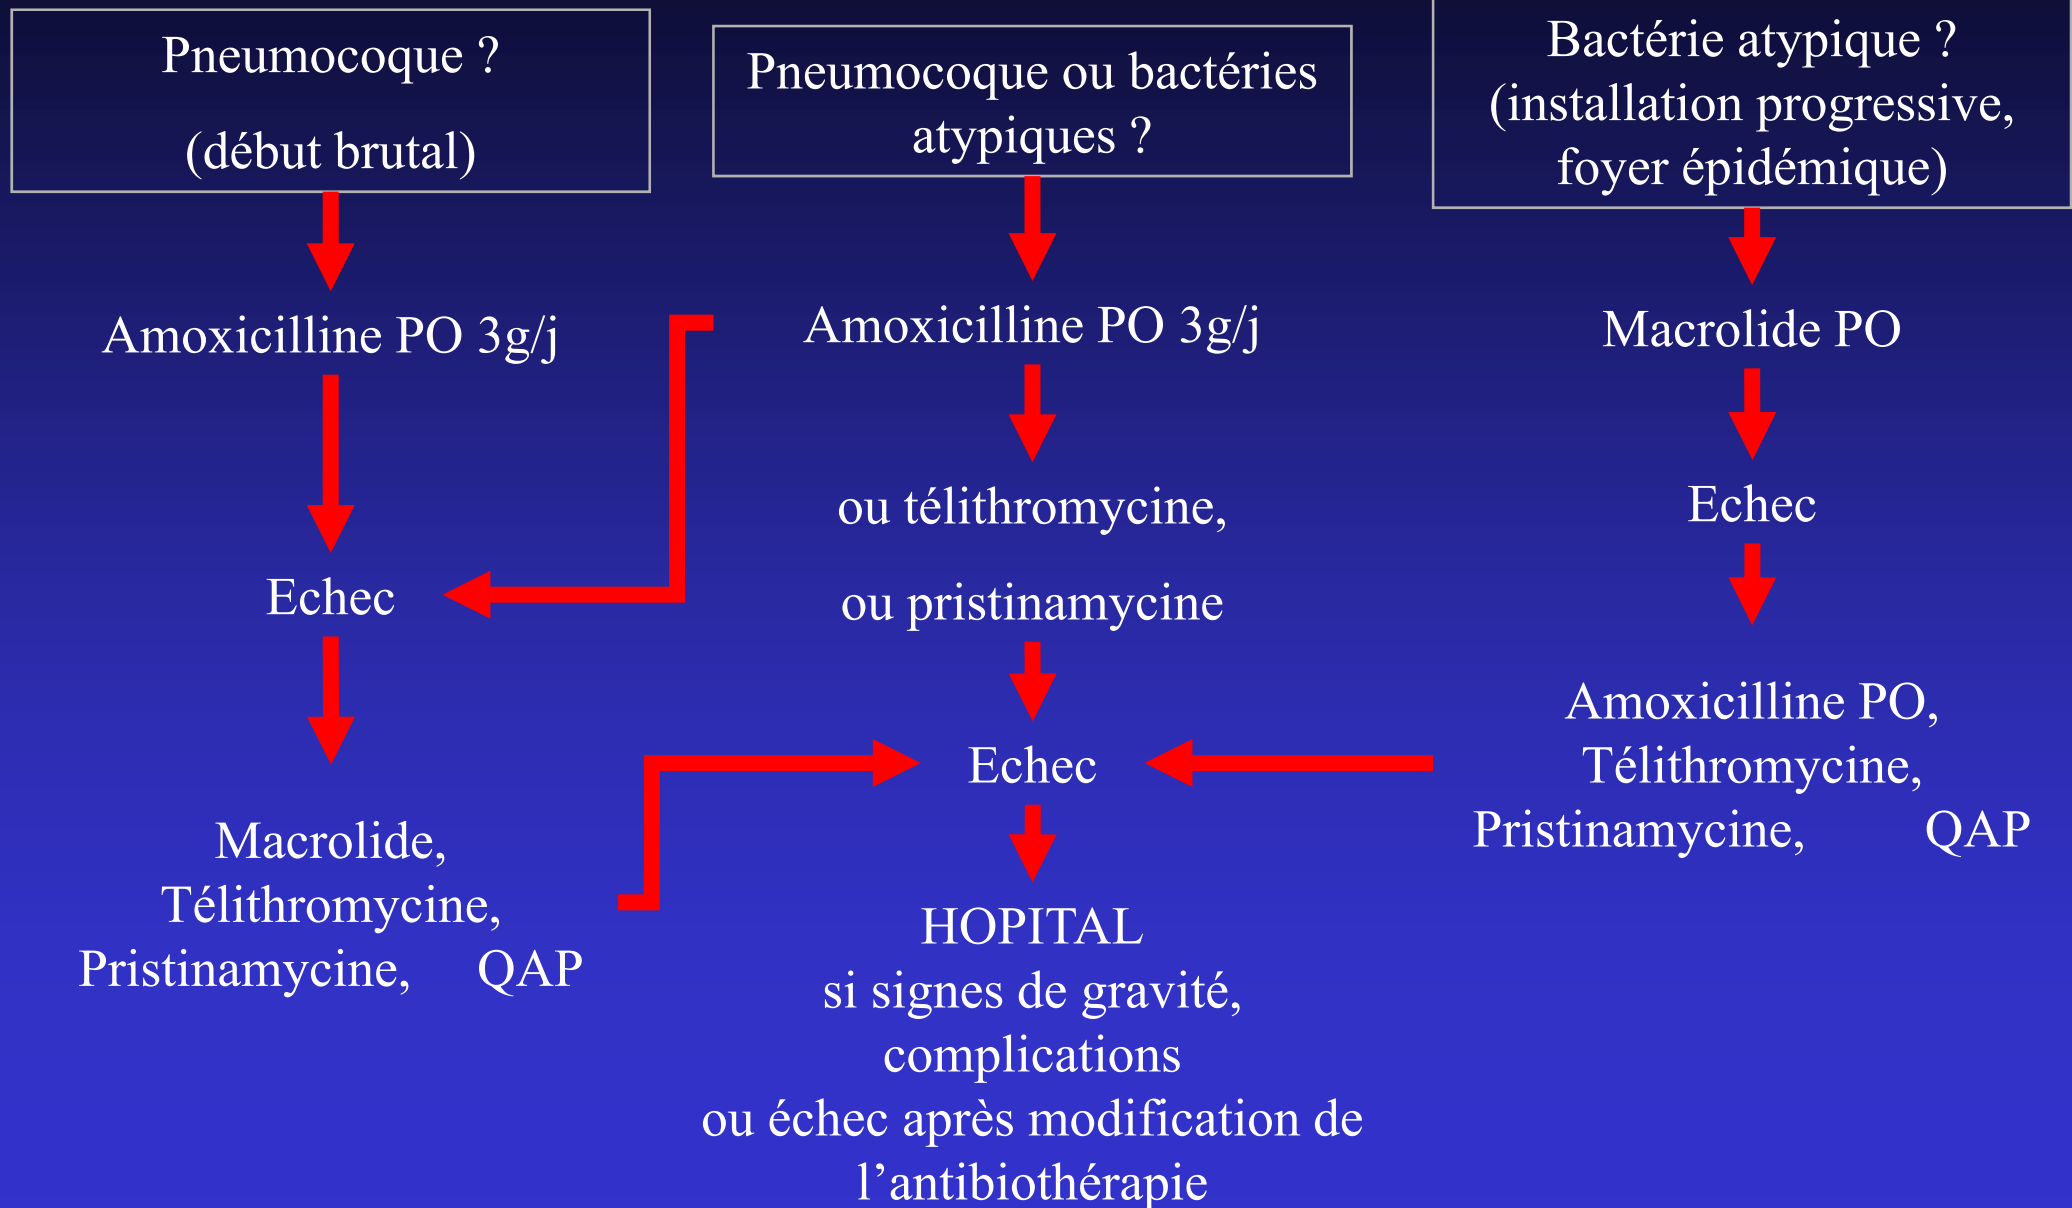 Pneumocoque ?
(début brutal)
Amoxicilline PO 3g/j
Echec
Macrolide,
Télithromycine,
Pristinamycine, QAP
Pneumocoque ou bactéries
atypiques ?
Amoxicilline PO 3g/j
ou télithromycine,
ou pristinamycine
Echec
HOPITAL
si signes de gravité,
complications
ou échec après modification de
l’antibiothérapie
Bactérie atypique ?
(installation progressive,
foyer épidémique)
Macrolide PO
Echec
Amoxicilline PO,
Télithromycine,
Pristinamycine, QAP